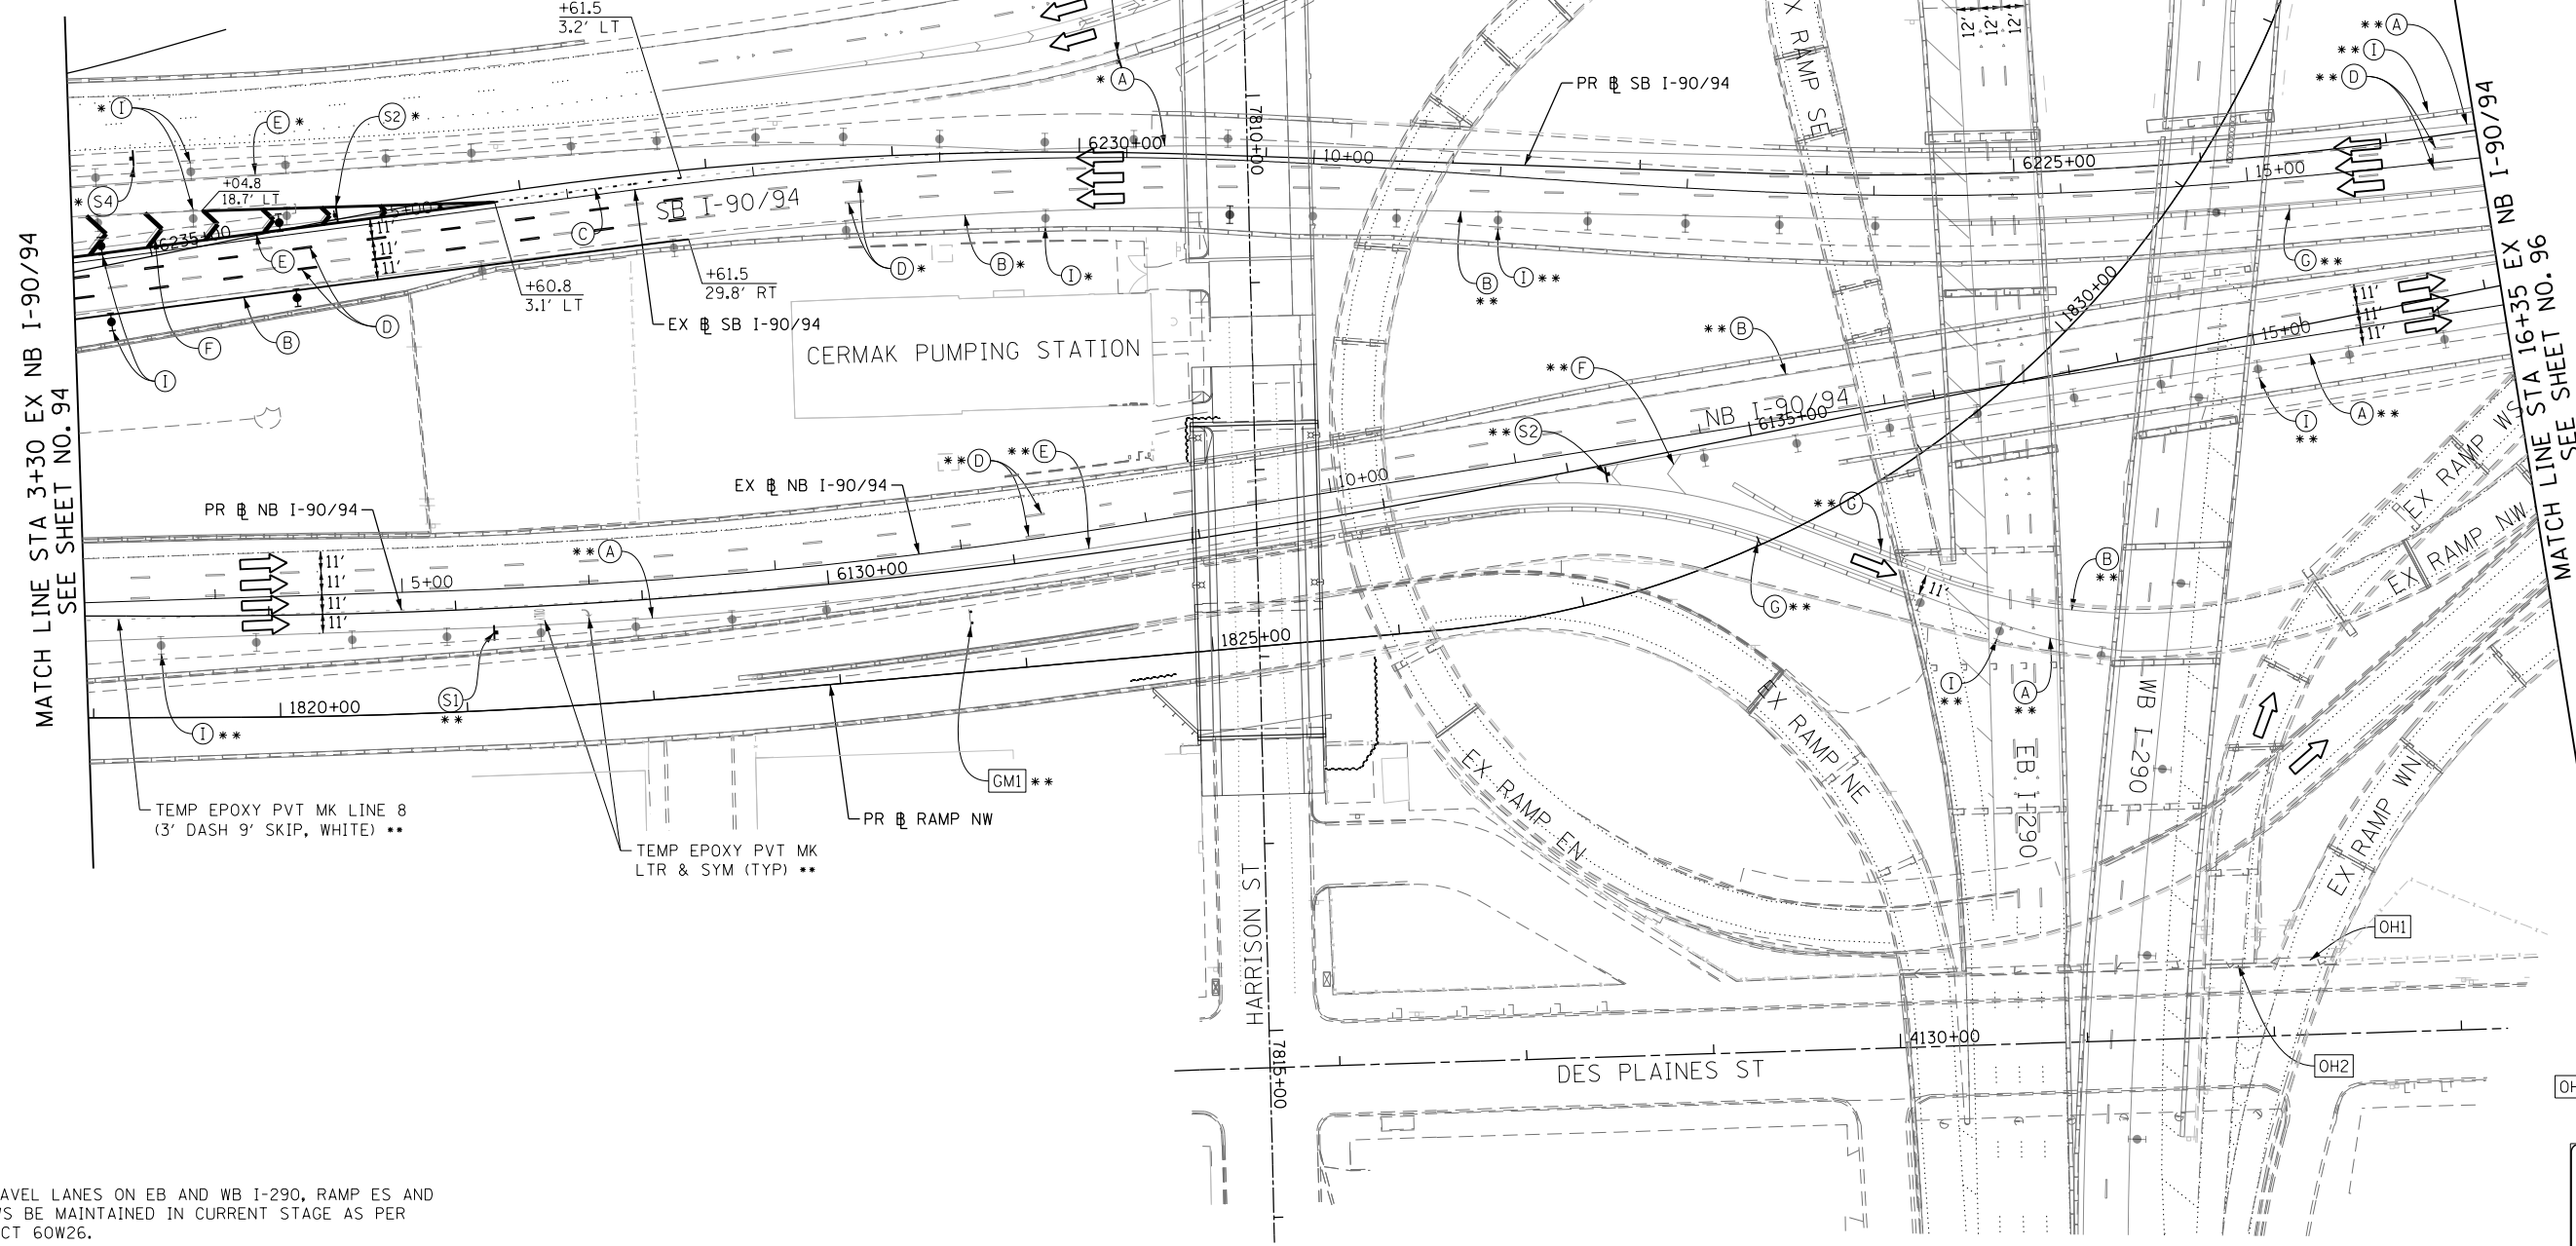 +61.5
3.2' LT
* A
PR ⅊ SB I-90/94
EX RAMP SE
12' 12' 12'
** A
** I
** D
* I
E *
S2 *
* S4
+04.8
18.7' LT
15+00
6235+00
11'
11'
11'
E
C
SB I-90/94
6230+00
7810+00
10+00
6225+00
15+00
D *
B *
I *
B
**
I **
G **
+61.5
29.8' RT
+60.8
3.1' LT
EX ⅊ SB I-90/94
F
B
D
I
CERMAK PUMPING STATION
1830+00
** B
** F
15+00
11'
11'
11'
NB I-90/94
6135+00
** S2
I
**
A **
MATCH LINE STA 3+30 EX NB I-90/94
SEE SHEET NO. 94
MATCH LINE STA 16+35 EX NB I-90/94
SEE SHEET NO. 96
** D
** E
EX ⅊ NB I-90/94
10+00
PR ⅊ NB I-90/94
** A
** G
B
**
G **
11'
11'
11'
11'
11'
5+00
6130+00
1825+00
1820+00
S1
**
I **
I
**
A
**
EX RAMP WS
EX RAMP NW
GM1 **
EX RAMP EN
EX RAMP NE
EB I-290
WB I-290
EX RAMP WN
TEMP EPOXY PVT MK LINE 8
(3' DASH 9' SKIP, WHITE) **
PR ⅊ RAMP NW
TEMP EPOXY PVT MK
LTR & SYM (TYP) **
HARRISON ST
7815+00
OH1
OH2
4130+00
DES PLAINES ST
AVEL LANES ON EB AND WB I-290, RAMP ES AND
'S BE MAINTAINED IN CURRENT STAGE AS PER
CT 60W26.